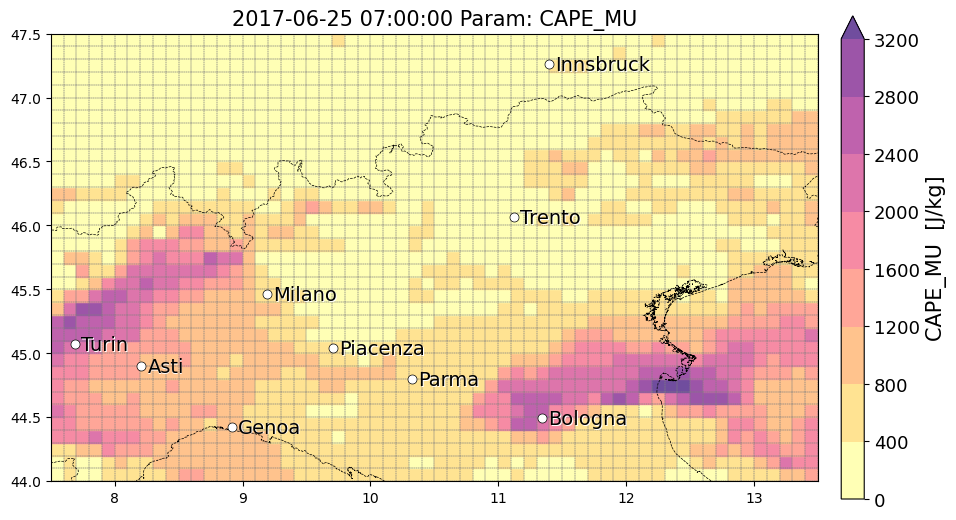 2017-06-25 07:00:00 Param: CAPE_MU
47.5
47.0
46.5
46.0
45.5
45.0
44.5
44.0
8
9
10
11
12
13
Innsbruck
Trento
Milano
Turin
Piacenza
Asti
Parma
Bologna
Genoa
3200
2800
2400
2000
1600
1200
800
400
0
CAPE_MU [J/kg]